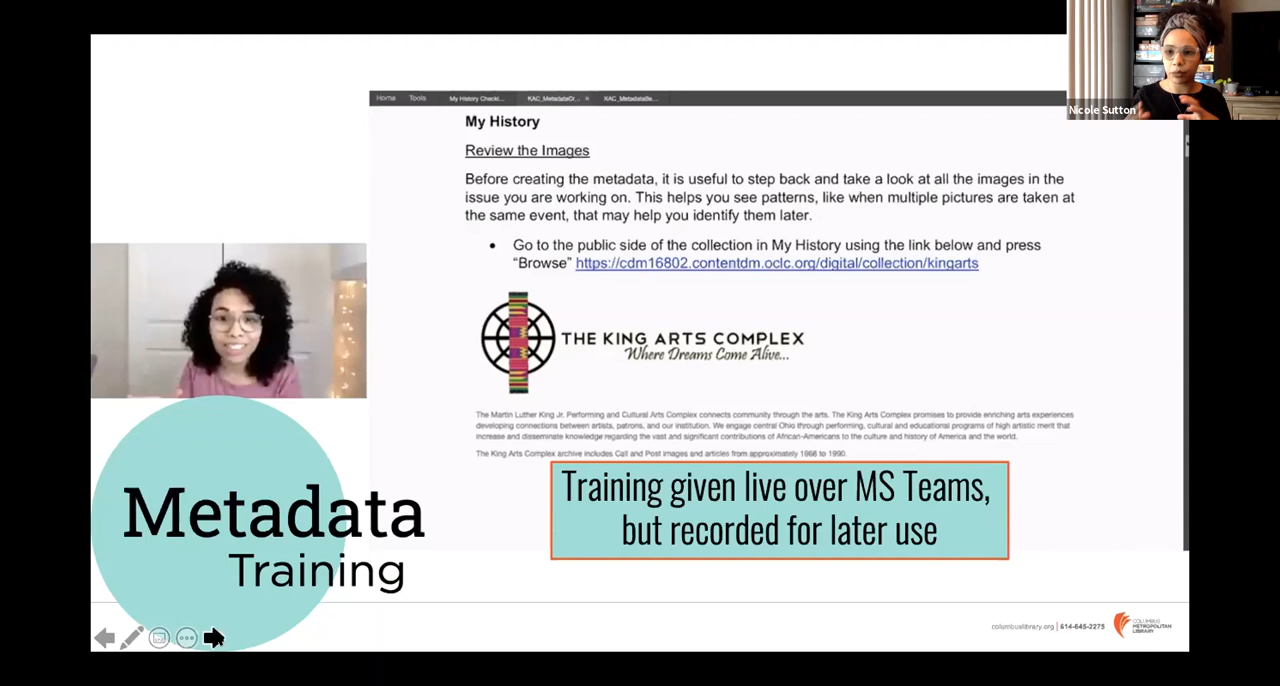 Nicole Sutton
Home Tools My History Checkli... KAC_MetadataCr... × KAC_MetadataBe...
My History
Review the Images
Before creating the metadata, it is useful to step back and take a look at all the images in the
issue you are working on. This helps you see patterns, like when multiple pictures are taken at
the same event, that may help you identify them later.
• Go to the public side of the collection in My History using the link below and press
“Browse” https://cdm16802.contentdm.oclc.org/digital/collection/kingarts
THE KING ARTS COMPLEX
Where Dreams Come Alive...
The Martin Luther King Jr. Performing and Cultural Arts Complex connects community through the arts. The King Arts Complex promises to provide enriching arts experiences
developing connections between artists, patrons, and our institution. We engage central Ohio through performing, cultural and educational programs of high artistic merit that
increase and disseminate knowledge regarding the vast and significant contributions of African-Americans to the culture and history of America and the world.
The King Arts Complex archive includes Call and Post images and articles from approximately 1968 to 1990.
Training given live over MS Teams,
but recorded for later use
Metadata
Training
columbuslibrary.org | 614-645-2275
COLUMBUS
METROPOLITAN
LIBRARY